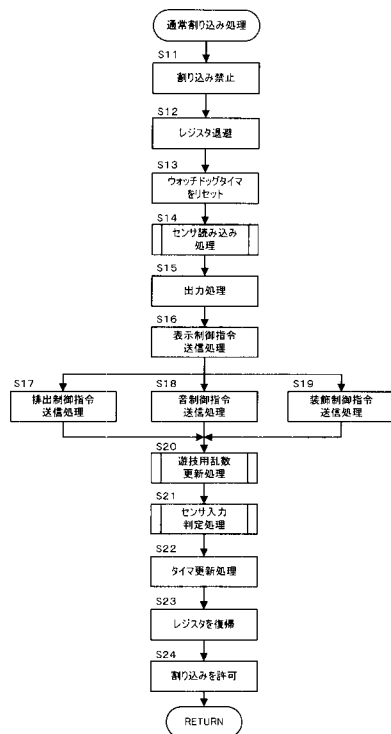 通常割り込み処理
S11
割り込み禁止
S12
レジスタ退避
S13
ウォッチドッグタイマ
をリセット
S14
センサ読み込み
処理
S15
出力処理
S16
表示制御指令
送信処理
S17
排出制御指令
送信処理
S18
音制御指令
送信処理
S19
装飾制御指令
送信処理
S20
遊技用乱数
更新処理
S21
センサ入力
判定処理
S22
タイマ更新処理
S23
レジスタを復帰
S24
割り込みを許可
RETURN